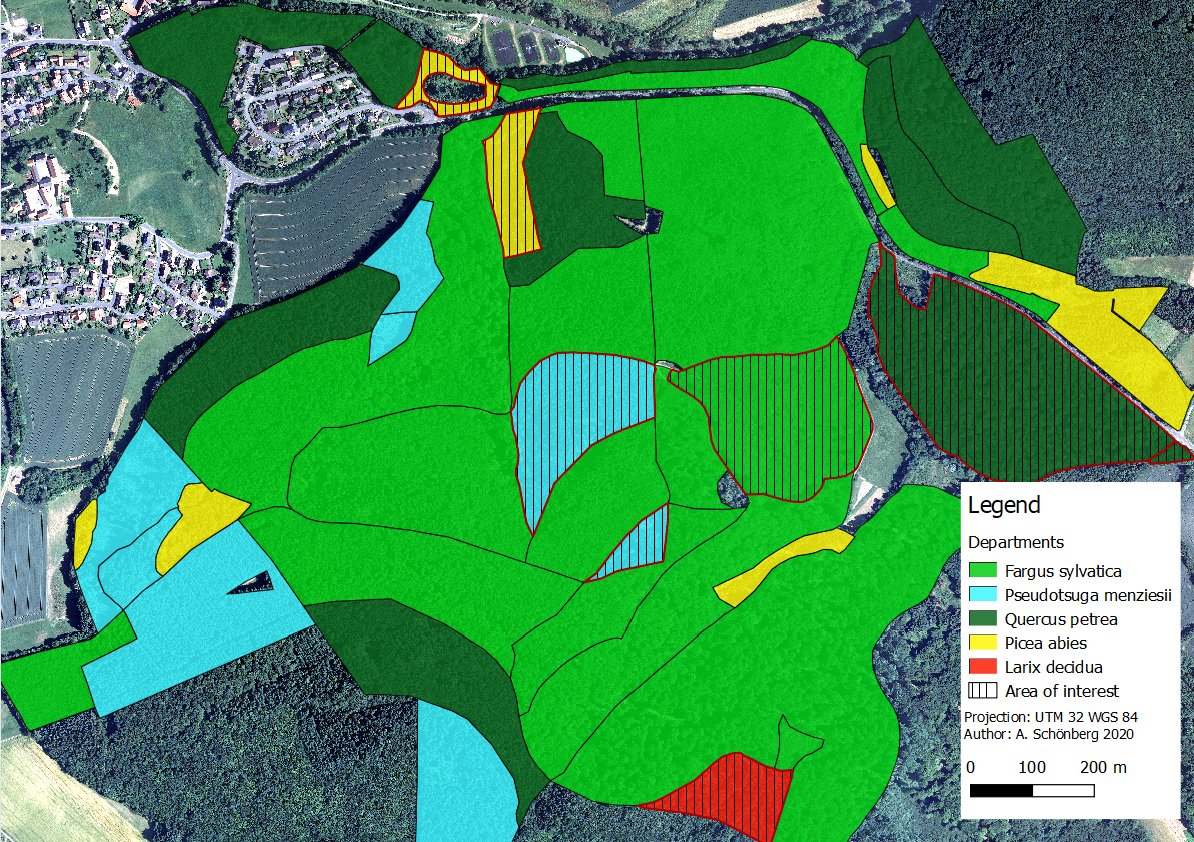 Legend
Departments
Fargus sylvatica
Pseudotsuga menziesii
Quercus petrea
Picea abies
Larix decidua
Area of interest
Projection: UTM 32 WGS 84
Author: A. Schönberg 2020
0 100 200 m